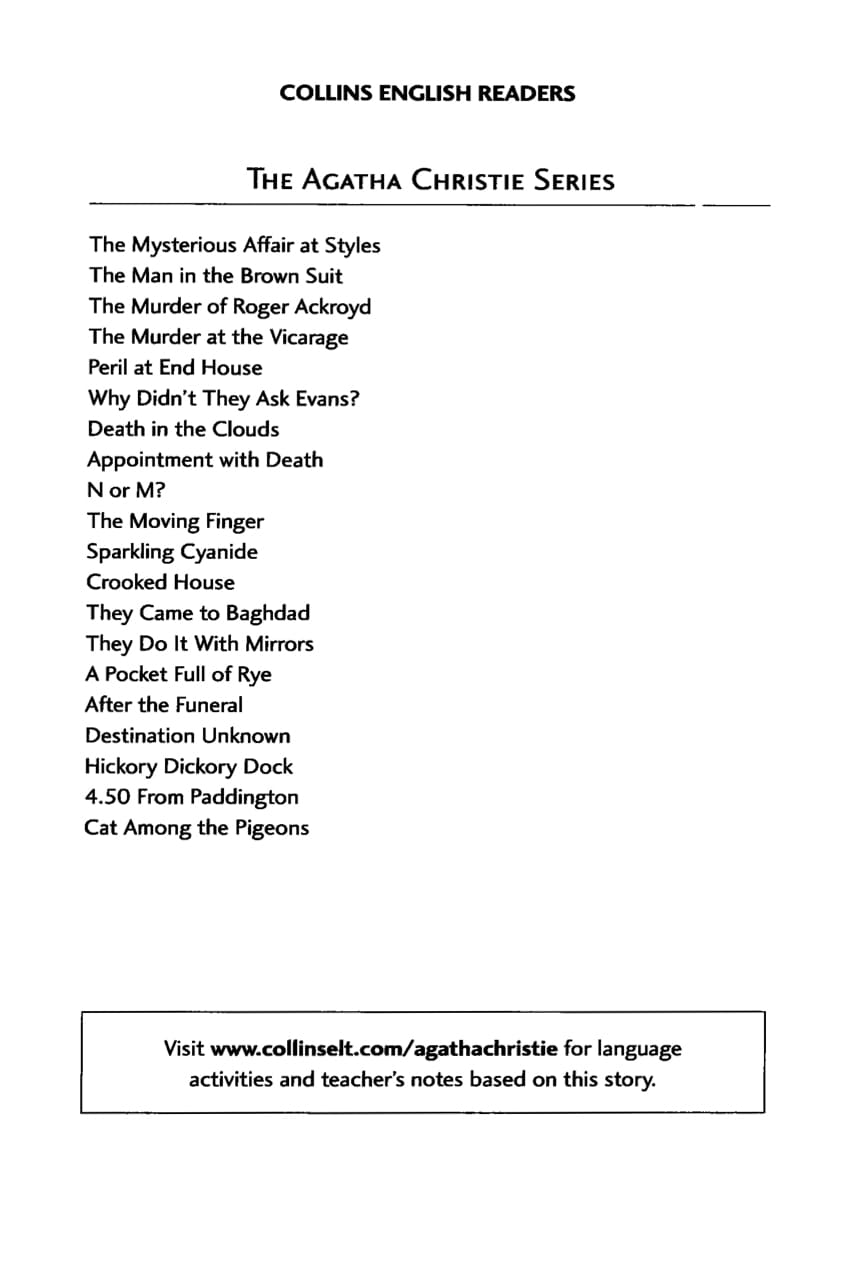 COLLINS ENGLISH READERS
THE AGATHA CHRISTIE SERIES
The Mysterious Affair at Styles
The Man in the Brown Suit
The Murder of Roger Ackroyd
The Murder at the Vicarage
Peril at End House
Why Didn't They Ask Evans?
Death in the Clouds
Appointment with Death
N or M?
The Moving Finger
Sparkling Cyanide
Crooked House
They Came to Baghdad
They Do It With Mirrors
A Pocket Full of Rye
After the Funeral
Destination Unknown
Hickory Dickory Dock
4.50 From Paddington
Cat Among the Pigeons
Visit www.collinselt.com/agathachristie for language
activities and teacher's notes based on this story.